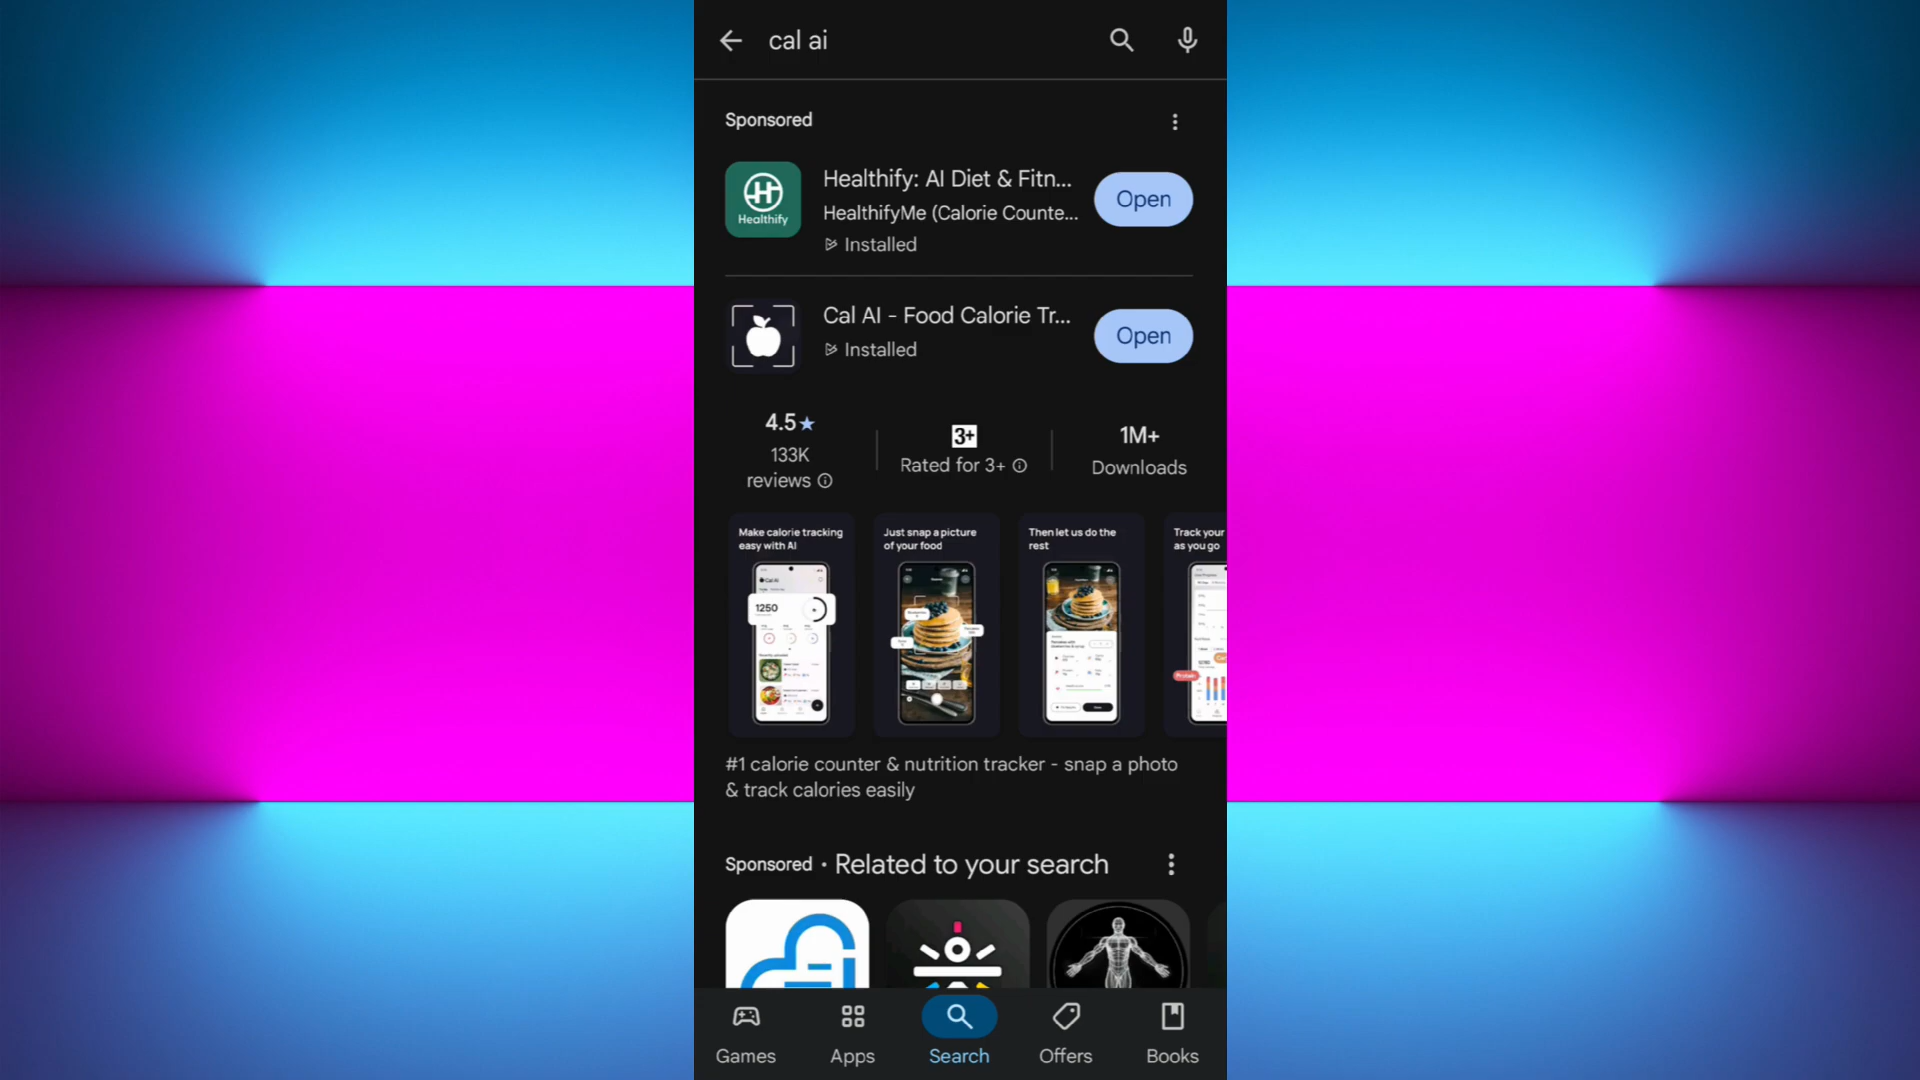 cal ai
Sponsored
Healthify: AI Diet & Fitn...
HealthifyMe (Calorie Counte...
Installed
Open
Healthify
Cal AI - Food Calorie Tr...
Installed
Open
4.5★
133K
reviews
3+
Rated for 3+
1M+
Downloads
Make calorie tracking
easy with AI
Cal AI
1250
Just snap a picture
of your food
Then let us do the
rest
Track your
as you go
Protein
#1 calorie counter & nutrition tracker - snap a photo
& track calories easily
Sponsored • Related to your search
Games
Apps
Search
Offers
Books